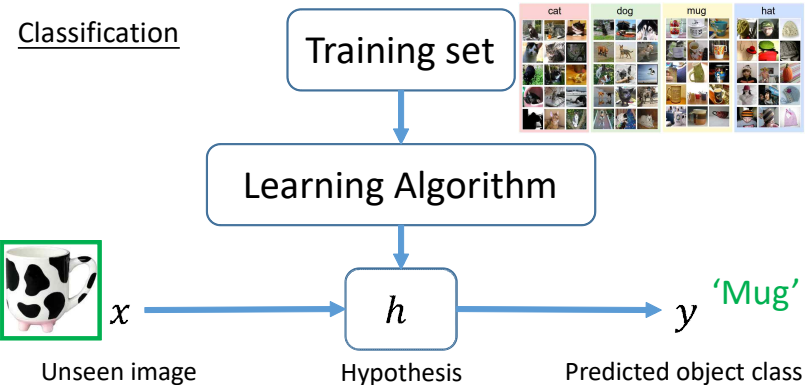 Classification
Training set
cat dog mug hat
Learning Algorithm
x h y ‘Mug’
Unseen image Hypothesis Predicted object class